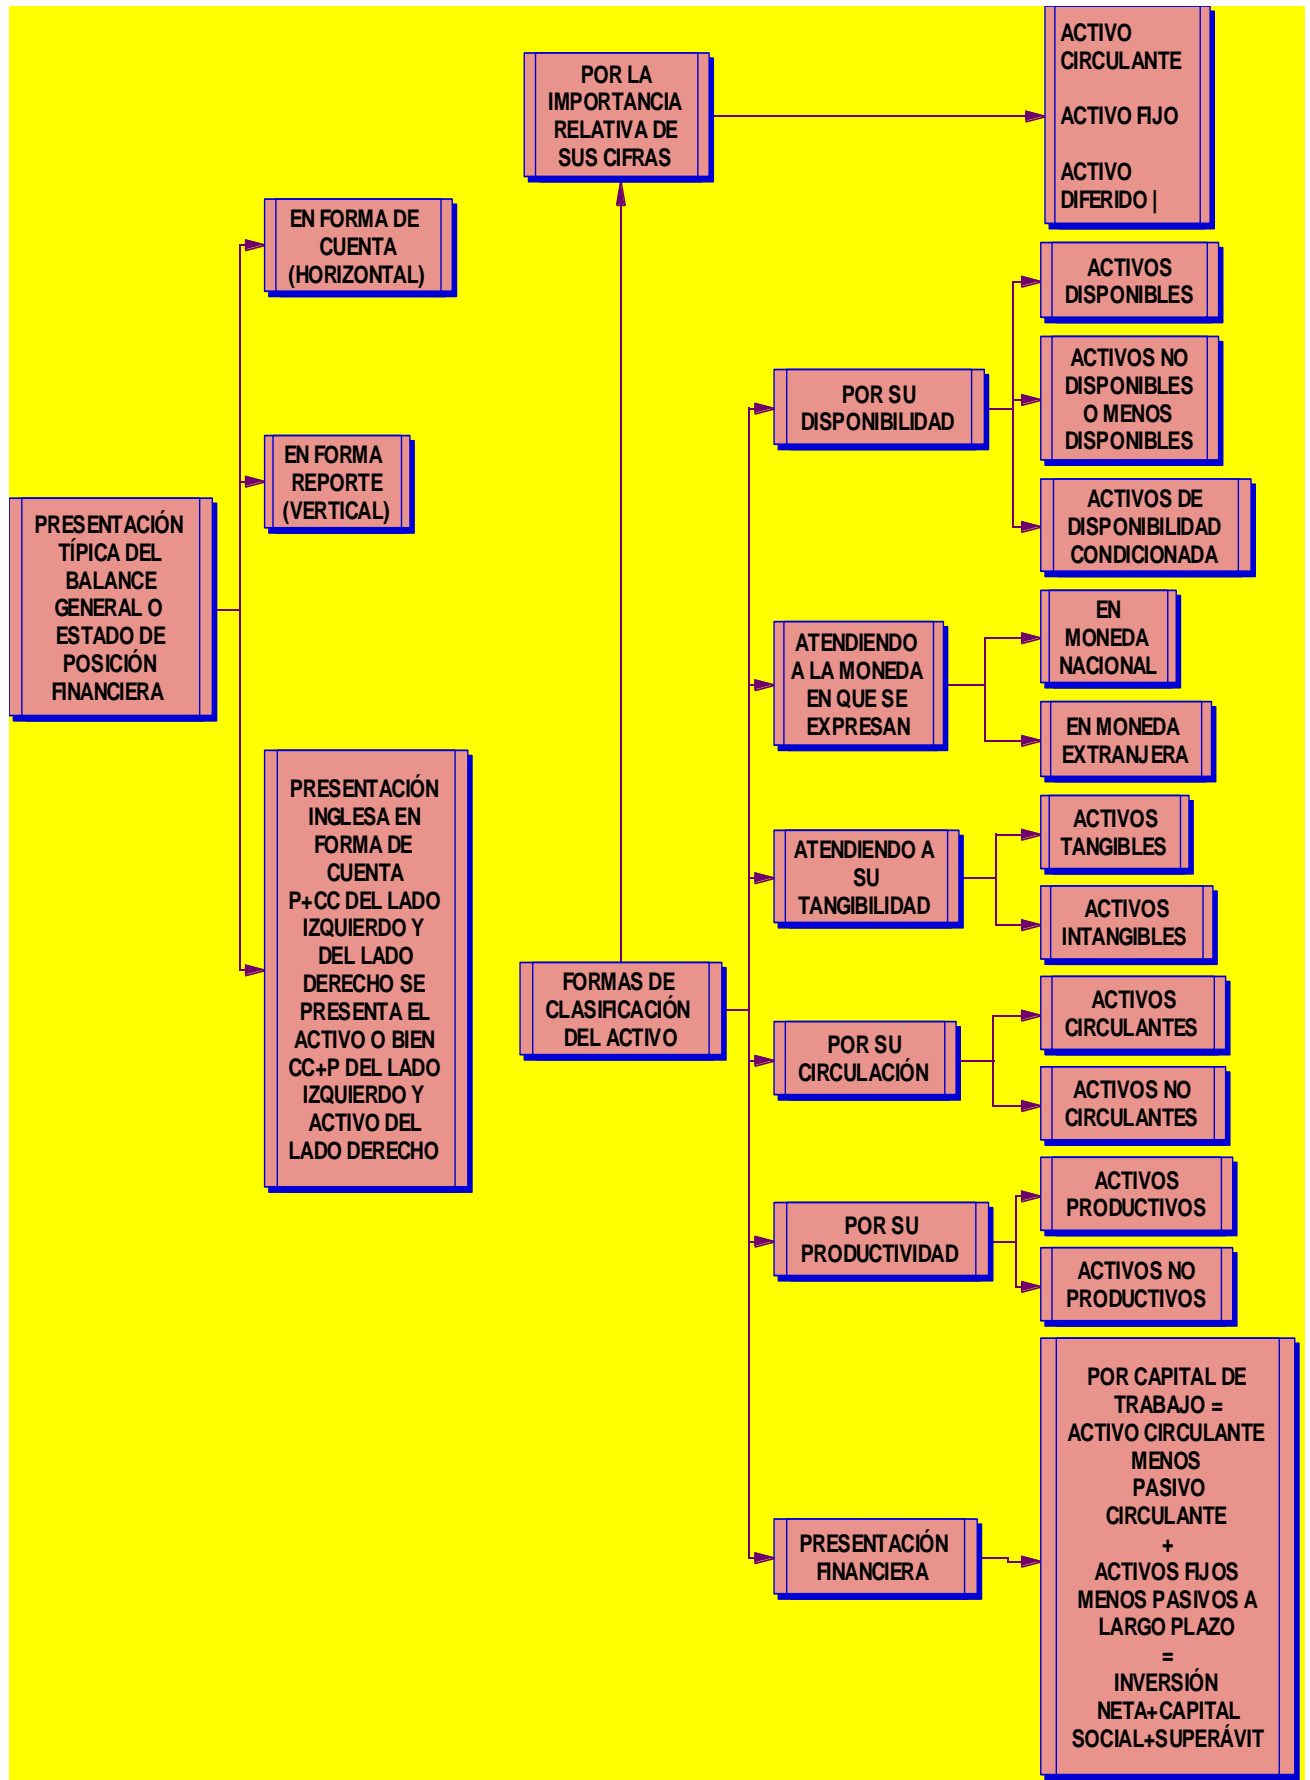 PRESENTACIÓN
TÍPICA DEL
BALANCE
GENERAL O
ESTADO DE
POSICIÓN
FINANCIERA
EN FORMA DE
CUENTA
(HORIZONTAL)
EN FORMA
REPORTE
(VERTICAL)
PRESENTACIÓN
INGLESA EN
FORMA DE
CUENTA
P+CC DEL LADO
IZQUIERDO Y
DEL LADO
DERECHO SE
PRESENTA EL
ACTIVO O BIEN
CC+P DEL LADO
IZQUIERDO Y
ACTIVO DEL
LADO DERECHO
FORMAS DE
CLASIFICACIÓN
DEL ACTIVO
POR LA
IMPORTANCIA
RELATIVA DE
SUS CIFRAS
ACTIVO
CIRCULANTE
ACTIVO FIJO
ACTIVO
DIFERIDO |
POR SU
DISPONIBILIDAD
ACTIVOS
DISPONIBLES
ACTIVOS NO
DISPONIBLES
O MENOS
DISPONIBLES
ACTIVOS DE
DISPONIBILIDAD
CONDICIONADA
ATENDIENDO
A LA MONEDA
EN QUE SE
EXPRESAN
EN
MONEDA
NACIONAL
EN MONEDA
EXTRANJERA
ATENDIENDO A
SU
TANGIBILIDAD
ACTIVOS
TANGIBLES
ACTIVOS
INTANGIBLES
POR SU
CIRCULACIÓN
ACTIVOS
CIRCULANTES
ACTIVOS NO
CIRCULANTES
POR SU
PRODUCTIVIDAD
ACTIVOS
PRODUCTIVOS
ACTIVOS NO
PRODUCTIVOS
PRESENTACIÓN
FINANCIERA
POR CAPITAL DE
TRABAJO =
ACTIVO CIRCULANTE
MENOS
PASIVO
CIRCULANTE
+
ACTIVOS FIJOS
MENOS PASIVOS A
LARGO PLAZO
=
INVERSIÓN
NETA+CAPITAL
SOCIAL+SUPERÁVIT